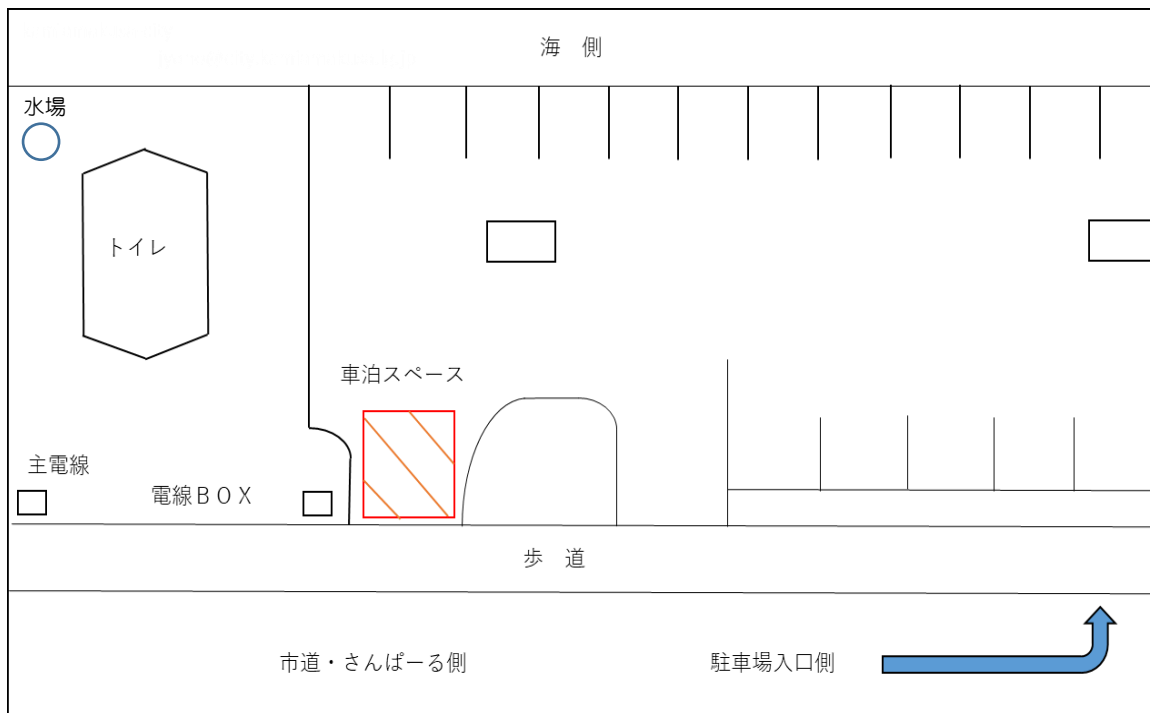 海　側
水場
トイレ
車泊スペース
主電線
電線ＢＯＸ
歩　道
市道・さんぱーる側
駐車場入口側